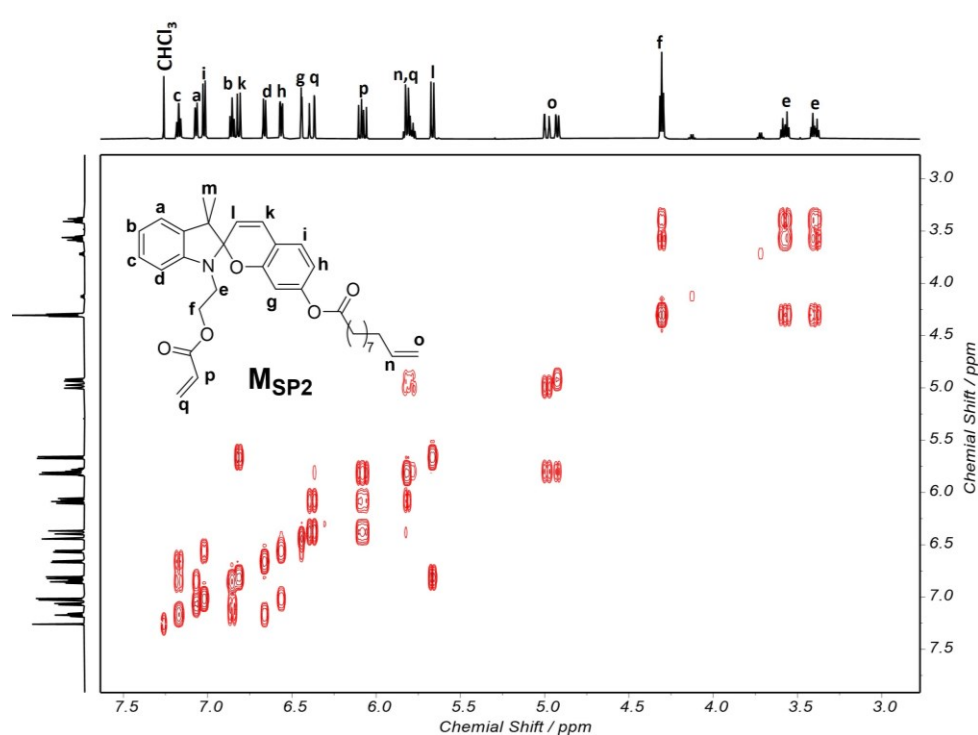 CHCl3
c
a
i
b
k
d
h
g
q
p
n,q
l
o
f
e
e
m
a
b
c
d
l
k
i
h
g
N
O
e
f
O
O
O
O
7
n
o
p
q
MSP2
3.0
3.5
4.0
4.5
5.0
5.5
6.0
6.5
7.0
7.5
Chemial Shift / ppm
7.5 7.0 6.5 6.0 5.5 5.0 4.5 4.0 3.5 3.0
Chemial Shift / ppm